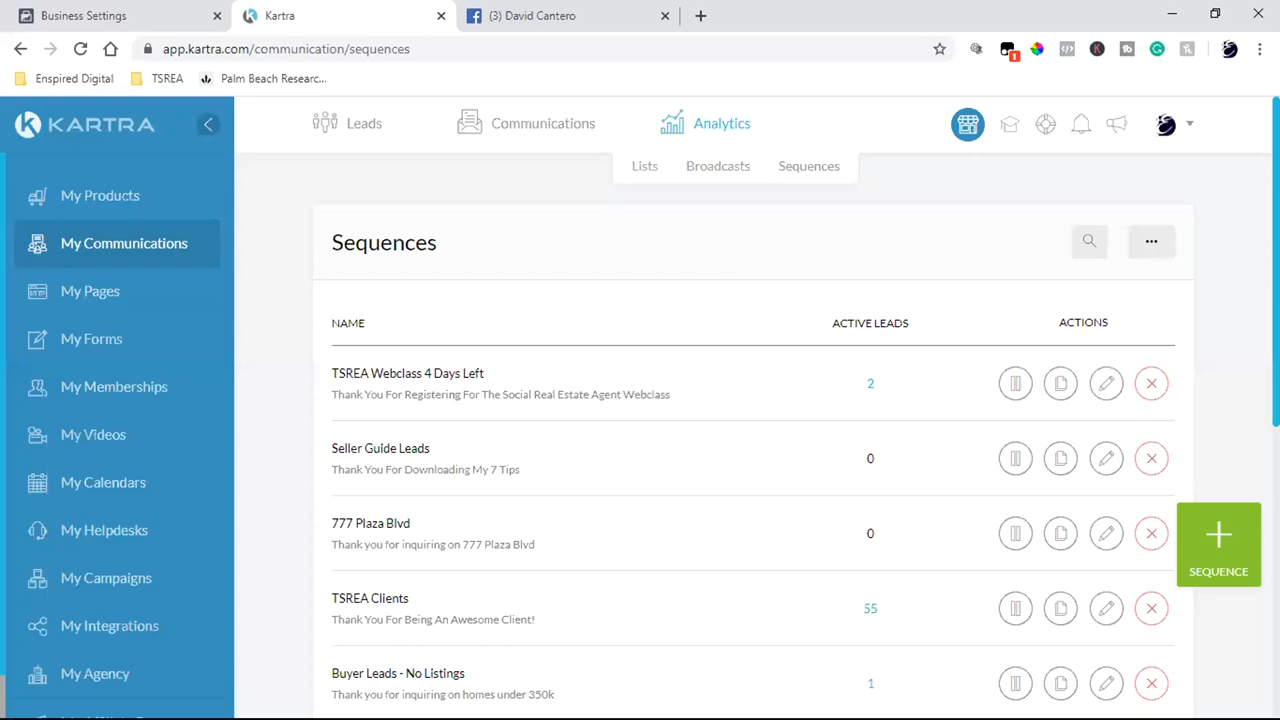 Business Settings
Kartra
(3) David Cantero
app.kartra.com/communication/sequences
1
Enspired Digital
TSREA
Palm Beach Researc...
KARTRA
Leads
Communications
Analytics
Lists
Broadcasts
Sequences
My Products
My Communications
My Pages
My Forms
My Memberships
My Videos
My Calendars
My Helpdesks
My Campaigns
My Integrations
My Agency
Sequences
NAME
ACTIVE LEADS
ACTIONS
TSREA Webclass 4 Days Left
Thank You For Registering For The Social Real Estate Agent Webclass
2
Seller Guide Leads
Thank You For Downloading My 7 Tips
0
777 Plaza Blvd
Thank you for inquiring on 777 Plaza Blvd
0
TSREA Clients
Thank You For Being An Awesome Client!
55
Buyer Leads - No Listings
Thank you for inquiring on homes under 350k
1
SEQUENCE